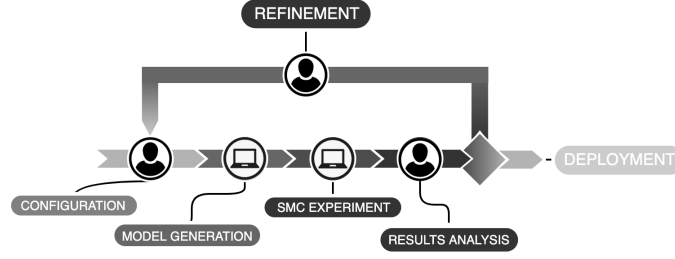 REFINEMENT
DEPLOYMENT
CONFIGURATION
SMC EXPERIMENT
MODEL GENERATION
RESULTS ANALYSIS